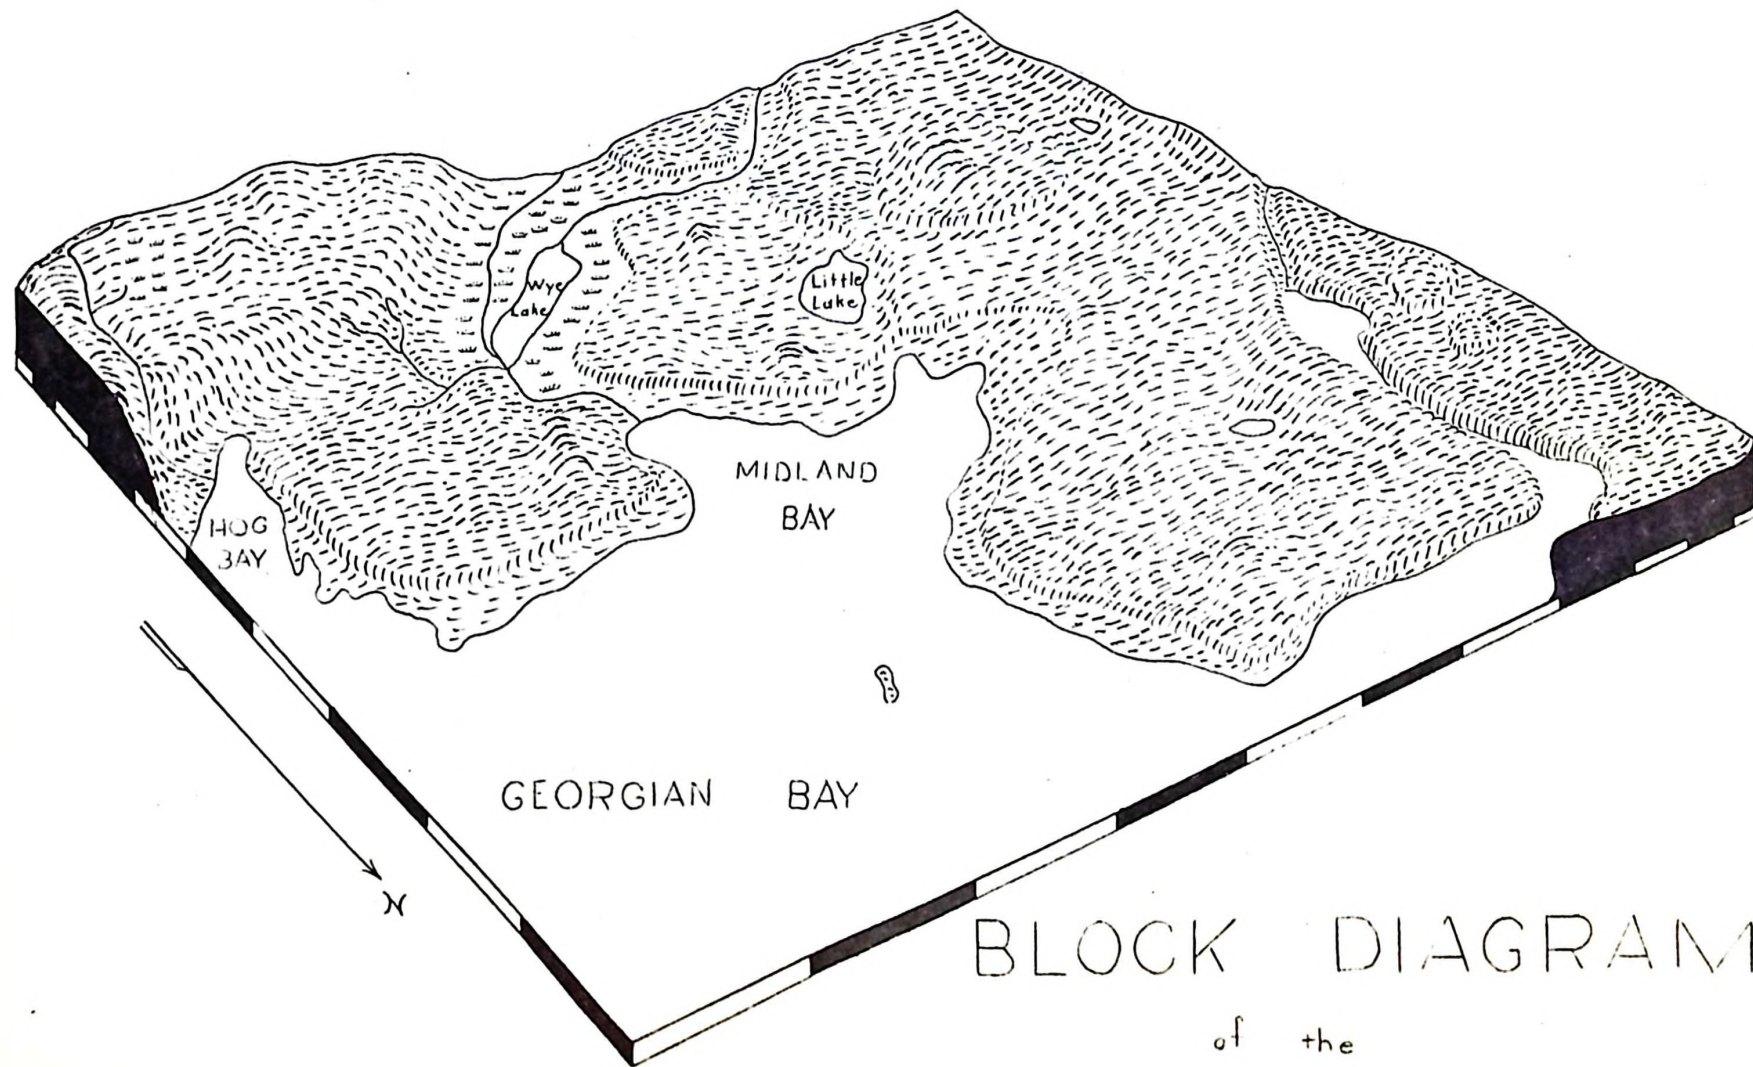 Wye
Lake
Little
Lake
MIDLAND
BAY
HOG
BAY
GEORGIAN BAY
N
BLOCK DIAGRAM
of the